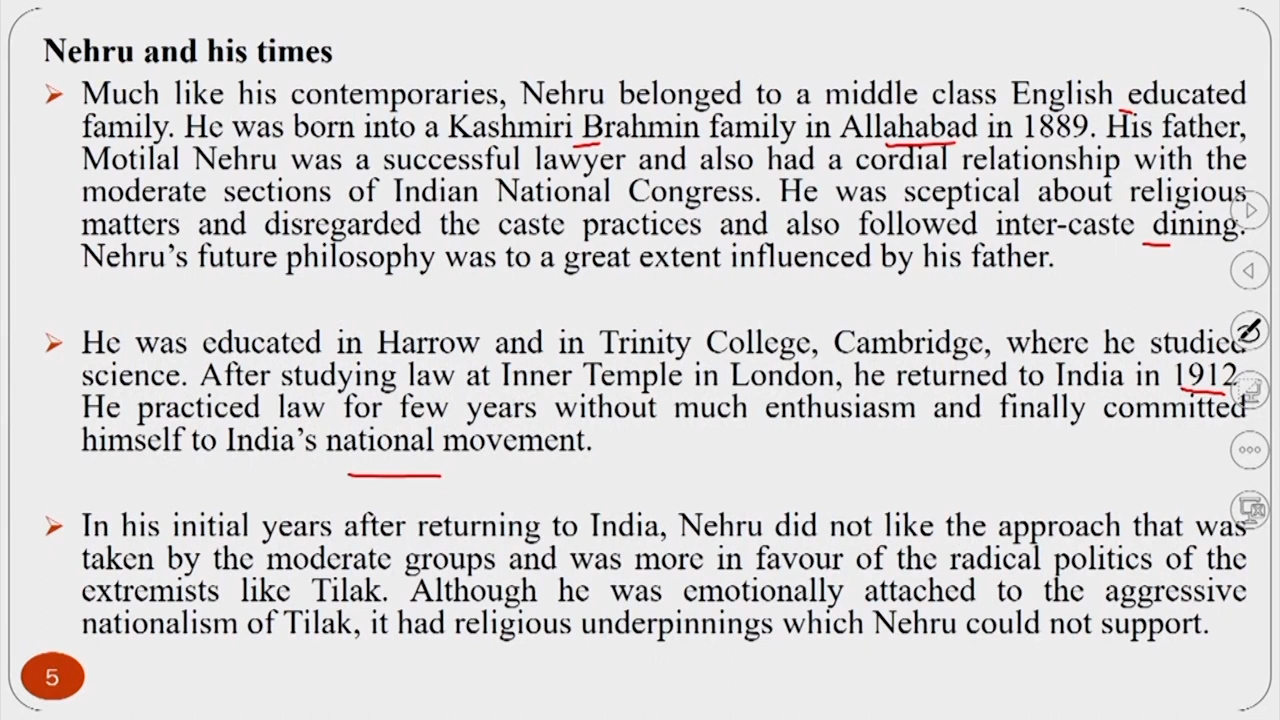 Nehru and his times
Much like his contemporaries, Nehru belonged to a middle class English educated
family. He was born into a Kashmiri Brahmin family in Allahabad in 1889. His father,
Motilal Nehru was a successful lawyer and also had a cordial relationship with the
moderate sections of Indian National Congress. He was sceptical about religious
matters and disregarded the caste practices and also followed inter-caste dining.
Nehru's future philosophy was to a great extent influenced by his father.
He was educated in Harrow and in Trinity College, Cambridge, where he studied
science. After studying law at Inner Temple in London, he returned to India in 1912.
He practiced law for few years without much enthusiasm and finally committed
himself to India's national movement.
In his initial years after returning to India, Nehru did not like the approach that was
taken by the moderate groups and was more in favour of the radical politics of the
extremists like Tilak. Although he was emotionally attached to the aggressive
nationalism of Tilak, it had religious underpinnings which Nehru could not support.
5